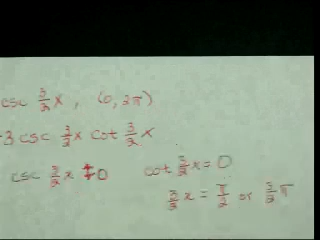 csc 3/2 x , (0, 2π)
-3 csc 3/2 x cot 3/2 x
csc 3/2 x ≠ 0 cot 3/2 x = 0
3/2 x = π/2 or 3/2 π